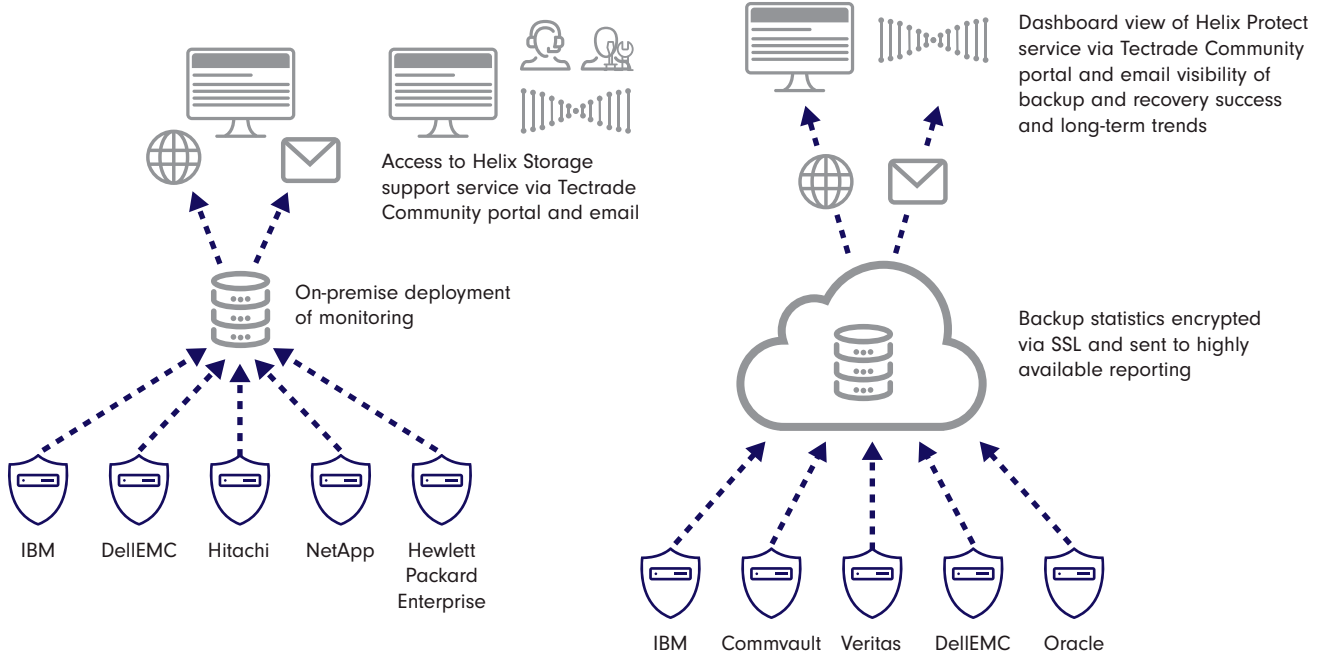 Access to Helix Storage
support service via Tectrade
Community portal and email
On-premise deployment
of monitoring
IBM
DellEMC
Hitachi
NetApp
Hewlett
Packard
Enterprise
Dashboard view of Helix Protect
service via Tectrade Community
portal and email visibility of
backup and recovery success
and long-term trends
Backup statistics encrypted
via SSL and sent to highly
available reporting
IBM
Commvault
Veritas
DellEMC
Oracle